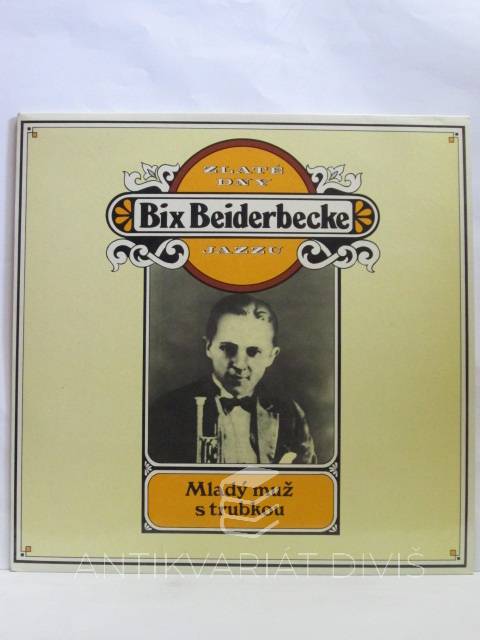 ZLATÉ
DNY
Bix Beiderbecke
JAZZU
Mladý muž
s trubkou
ANTIKVARIÁT DIVIŠ